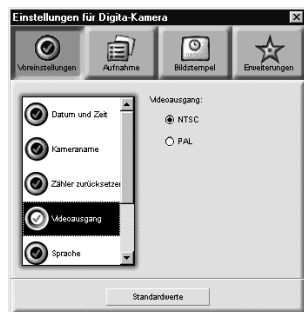 Einstellungen für Digita-Kamera
Voreinstellungen
Aufnahme
Bildstempel
Erweiterungen
Datum und Zeit
Kameraname
Zähler zurücksetzen
Videoausgang
Sprache
Videoausgang:
NTSC
PAL
Standardwerte